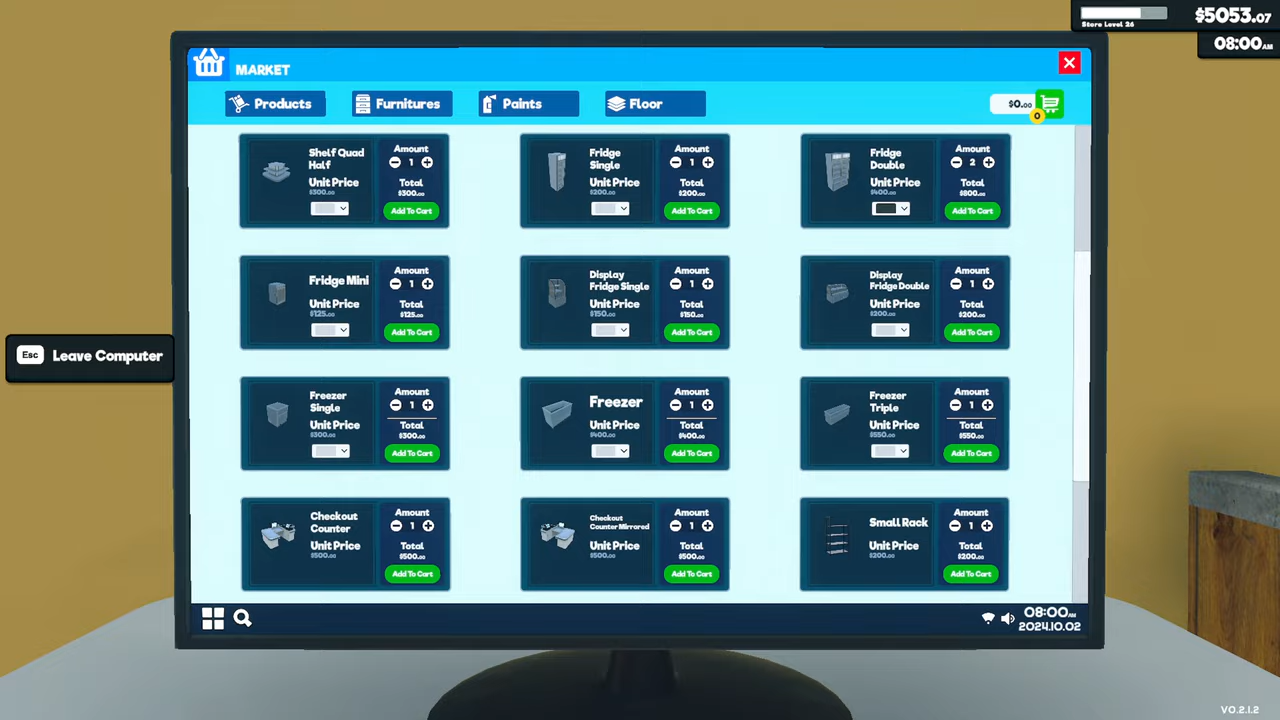 $5053.07
Store Level 26
08:00AM
MARKET
Products
Furnitures
Paints
Floor
$0.00
0
Shelf Quad
Half
Unit Price
$300.00
Amount
1
Total
$300.00
Add To Cart
Fridge
Single
Unit Price
$200.00
Amount
1
Total
$200.00
Add To Cart
Fridge
Double
Unit Price
$400.00
Amount
2
Total
$800.00
Add To Cart
Fridge Mini
Unit Price
$125.00
Amount
1
Total
$125.00
Add To Cart
Display
Fridge Single
Unit Price
$150.00
Amount
1
Total
$150.00
Add To Cart
Display
Fridge Double
Unit Price
$200.00
Amount
1
Total
$200.00
Add To Cart
Esc Leave Computer
Freezer
Single
Unit Price
$300.00
Amount
1
Total
$300.00
Add To Cart
Freezer
Unit Price
$400.00
Amount
1
Total
$400.00
Add To Cart
Freezer
Triple
Unit Price
$550.00
Amount
1
Total
$550.00
Add To Cart
Checkout
Counter
Unit Price
$500.00
Amount
1
Total
$500.00
Add To Cart
Checkout
Counter Mirrored
Unit Price
$500.00
Amount
1
Total
$500.00
Add To Cart
Small Rack
Unit Price
$200.00
Amount
1
Total
$200.00
Add To Cart
08:00AM
2024.10.02
V0.2.1.2